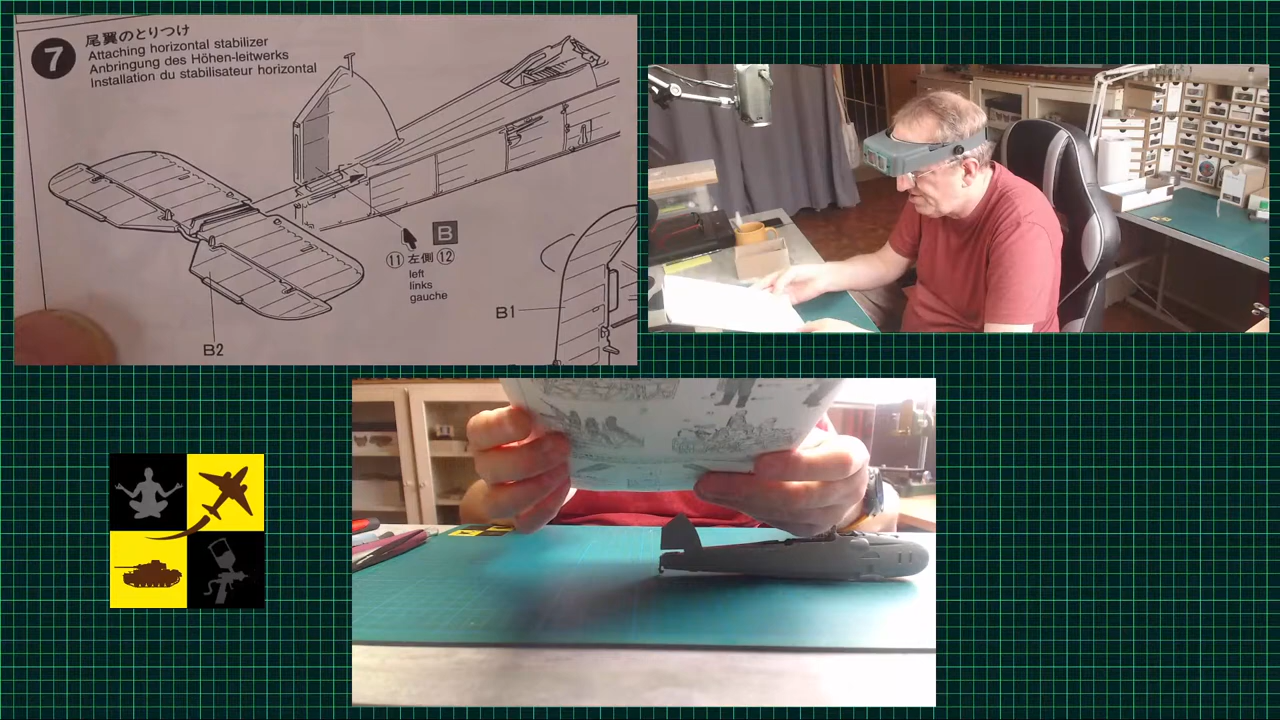 7
尾翼のとりつけ
Attaching horizontal stabilizer
Anbringung des Höhen-leitwerks
Installation du stabilisateur horizontal
B
⑪ 左側 ⑫
left
links
gauche
B1
B2